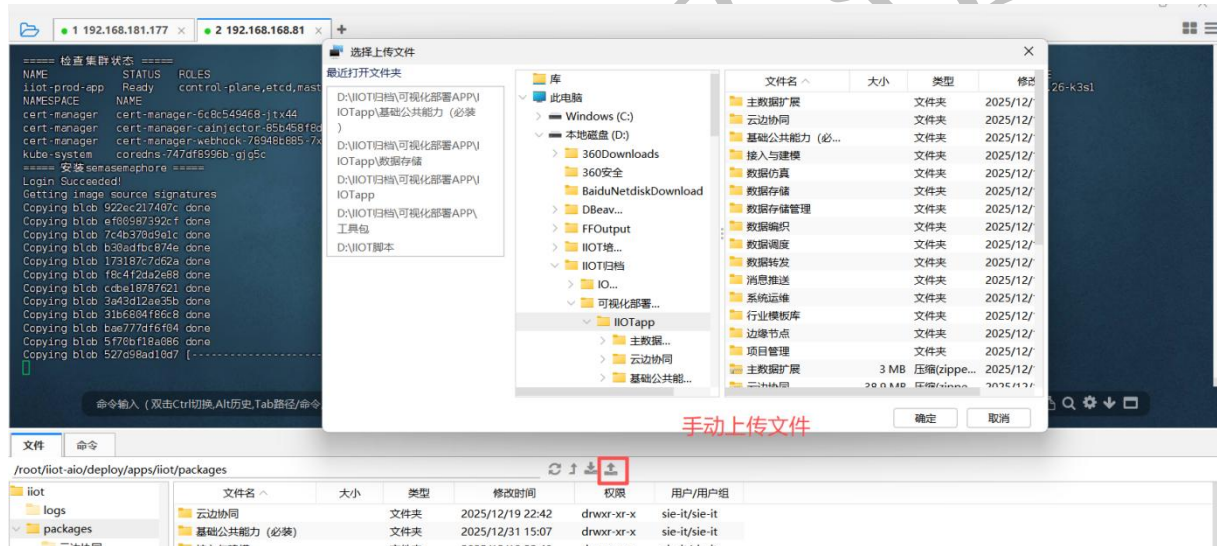 1 192.168.181.177 × 2 192.168.168.81 × +
===== 检查集群状态 =====
NAME STATUS ROLES
iiot-prod-app Ready control-plane,etcd,mast
26-k3s1
NAMESPACE NAME
cert-manager cert-manager-6c8c549468-jtx44
cert-manager cert-manager-cainjector-85b458f8d
cert-manager cert-manager-webhook-78948b885-7x
kube-system coredns-747df8996b-gjg5c
===== 安装semasemaphore =====
Login Succeeded!
Getting image source signatures
Copying blob 922ec217407c done
Copying blob ef00987392cf done
Copying blob 7c4b370d9e1c done
Copying blob b30adfbc874e done
Copying blob 173187c7d62a done
Copying blob f8c4f2da2e88 done
Copying blob cdbe18787621 done
Copying blob 3a43d12ae35b done
Copying blob 31b6804f86c8 done
Copying blob bae777df6f04 done
Copying blob 5f70bf18a086 done
Copying blob 527d98ad10d7 [----------------------
命令输入 (双击Ctrl切换,Alt历史,Tab路径/命令
选择上传文件
最近打开文件夹
D:\IIOT归档\可视化部署APP\I
IOTapp\基础公共能力（必装
）
D:\IIOT归档\可视化部署APP\I
IOTapp\数据存储
D:\IIOT归档\可视化部署APP\I
IOTapp
D:\IIOT归档\可视化部署APP\
工具包
D:\IIOT脚本
库
此电脑
Windows (C:)
本地磁盘 (D:)
360Downloads
360安全
BaiduNetdiskDownload
DBeav...
FFOutput
IIOT培...
IIOT归档
IO...
可视化部署...
IIOTapp
主数据...
云边协同
基础公共能...
文件名 大小 类型 修改
主数据扩展 文件夹 2025/12/
云边协同 文件夹 2025/12/
基础公共能力（必... 文件夹 2025/12/
接入与建模 文件夹 2025/12/
数据仿真 文件夹 2025/12/
数据存储 文件夹 2025/12/
数据存储管理 文件夹 2025/12/
数据编织 文件夹 2025/12/
数据调度 文件夹 2025/12/
数据转发 文件夹 2025/12/
消息推送 文件夹 2025/12/
系统运维 文件夹 2025/12/
行业模板库 文件夹 2025/12/
边缘节点 文件夹 2025/12/
项目管理 文件夹 2025/12/
主数据扩展 3 MB 压缩(zippe... 2025/12/
云边协同 38.9 MB 压缩(zippe... 2025/12/
确定 取消
手动上传文件
文件 命令
/root/iiot-aio/deploy/apps/iiot/packages
iiot
logs
packages
云边协同
文件名 大小 类型 修改时间 权限 用户/用户组
云边协同 文件夹 2025/12/19 22:42 drwxr-xr-x sie-it/sie-it
基础公共能力（必装） 文件夹 2025/12/31 15:07 drwxr-xr-x sie-it/sie-it